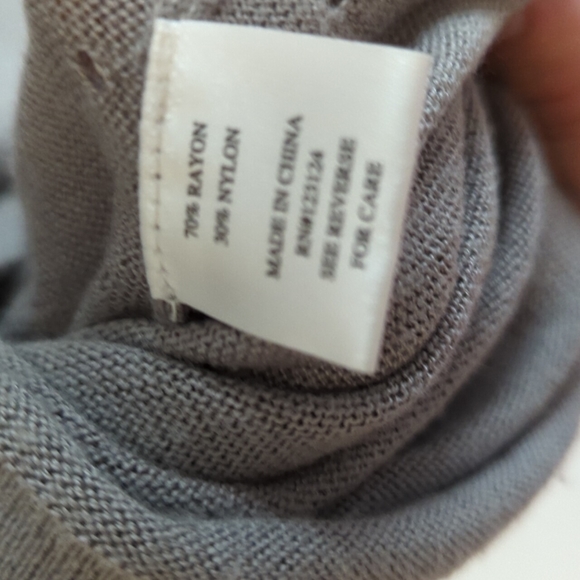 70% RAYON
30% NYLON
MADE IN CHINA
RN#123124
SEE REVERSE
FOR CARE